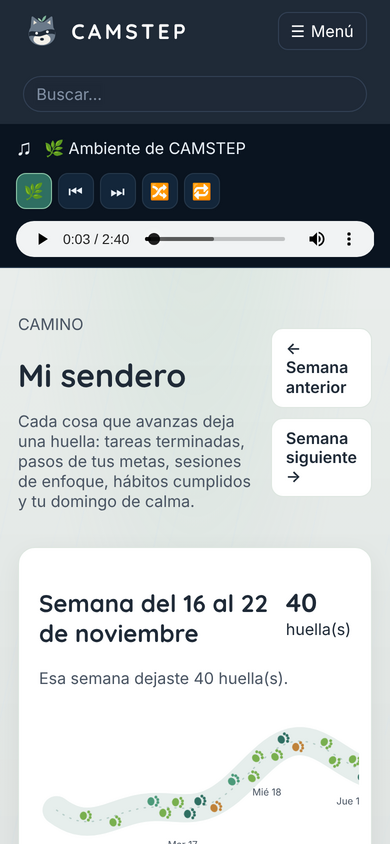 CAMSTEP
☰ Menú
Buscar...
♫ 🌿 Ambiente de CAMSTEP
0:03 / 2:40
CAMINO
Mi sendero
Cada cosa que avanzas deja
una huella: tareas terminadas,
pasos de tus metas, sesiones
de enfoque, hábitos cumplidos
y tu domingo de calma.
←
Semana
anterior
Semana
siguiente
→
Semana del 16 al 22
de noviembre
40
huella(s)
Esa semana dejaste 40 huella(s).
Mié 18
Jue 1
Mar 17